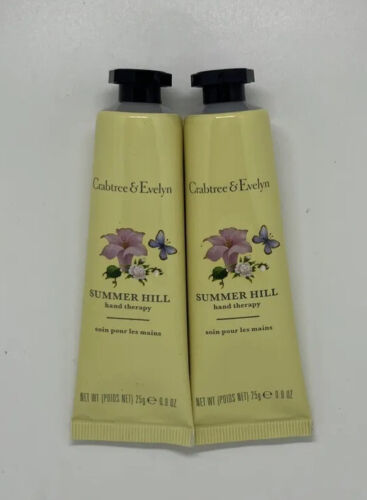 Crabtree & Evelyn
SUMMER HILL
hand therapy
soin pour les mains
NET WT (POIDS NET) 25g e 0.9 OZ
Crabtree & Evelyn
SUMMER HILL
hand therapy
soin pour les mains
NET WT (POIDS NET) 25g e 0.9 OZ